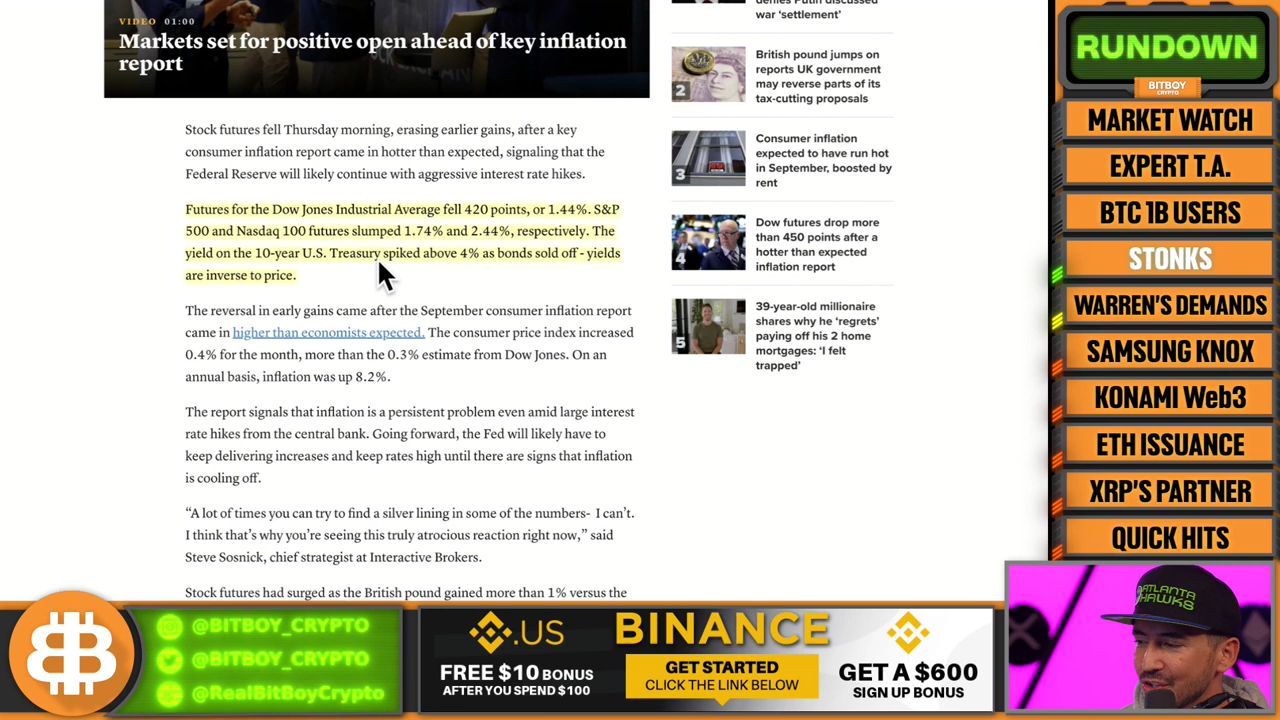 VIDEO 01:00
Markets set for positive open ahead of key inflation
report
Stock futures fell Thursday morning, erasing earlier gains, after a key
consumer inflation report came in hotter than expected, signaling that the
Federal Reserve will likely continue with aggressive interest rate hikes.
Futures for the Dow Jones Industrial Average fell 420 points, or 1.44%. S&P
500 and Nasdaq 100 futures slumped 1.74% and 2.44%, respectively. The
yield on the 10-year U.S. Treasury spiked above 4% as bonds sold off - yields
are inverse to price.
The reversal in early gains came after the September consumer inflation report
came in higher than economists expected. The consumer price index increased
0.4% for the month, more than the 0.3% estimate from Dow Jones. On an
annual basis, inflation was up 8.2%.
The report signals that inflation is a persistent problem even amid large interest
rate hikes from the central bank. Going forward, the Fed will likely have to
keep delivering increases and keep rates high until there are signs that inflation
is cooling off.
“A lot of times you can try to find a silver lining in some of the numbers- I can’t.
I think that’s why you’re seeing this truly atrocious reaction right now,” said
Steve Sosnick, chief strategist at Interactive Brokers.
Stock futures had surged as the British pound gained more than 1% versus the
denies Putin discussed
war ‘settlement’
2
British pound jumps on
reports UK government
may reverse parts of its
tax-cutting proposals
3
Consumer inflation
expected to have run hot
in September, boosted by
rent
4
Dow futures drop more
than 450 points after a
hotter than expected
inflation report
5
39-year-old millionaire
shares why he ‘regrets’
paying off his 2 home
mortgages: ‘I felt
trapped’
RUNDOWN
BITBOY
CRYPTO
MARKET WATCH
EXPERT T.A.
BTC 1B USERS
STONKS
WARREN'S DEMANDS
SAMSUNG KNOX
KONAMI Web3
ETH ISSUANCE
XRP'S PARTNER
QUICK HITS
ATLANTA
HAWKS
@BITBOY_CRYPTO
@BITBOY_CRYPTO
@RealBitBoyCrypto
.US
FREE $10 BONUS
AFTER YOU SPEND $100
BINANCE
GET STARTED
CLICK THE LINK BELOW
GET A $600
SIGN UP BONUS